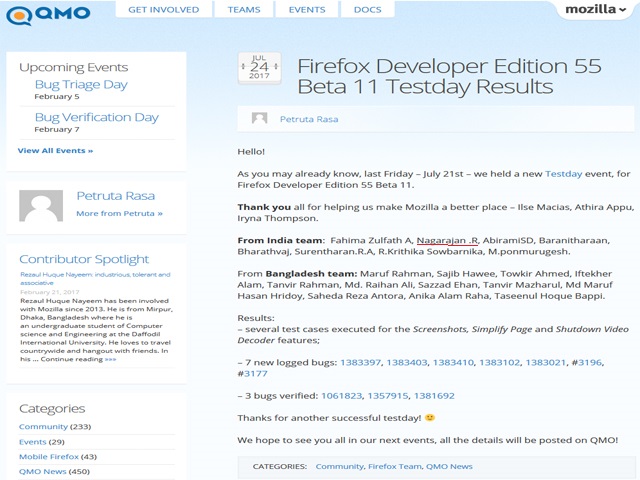 QMO
GET INVOLVED TEAMS EVENTS DOCS
mozilla
Upcoming Events
Bug Triage Day
February 5
Bug Verification Day
February 7
View All Events »
Petruta Rasa
More from Petruta »
Contributor Spotlight
Rezaul Huque Nayeem: industrious, tolerant and
associative
February 21, 2017
Rezaul Huque Nayeem has been involved
with Mozilla since 2013. He is from Mirpur,
Dhaka, Bangladesh where he is
an undergraduate student of Computer
science and Engineering at the Daffodil
International University. He loves to travel
countrywide and hangout with friends. In
his ... Continue reading »»»
Categories
Community (233)
Events (29)
Mobile Firefox (43)
QMO News (450)
JUL
24
2017
Firefox Developer Edition 55
Beta 11 Testday Results
Petruta Rasa
Hello!
As you may already know, last Friday – July 21st – we held a new Testday event, for
Firefox Developer Edition 55 Beta 11.
Thank you all for helping us make Mozilla a better place – Ilse Macias, Athira Appu,
Iryna Thompson.
From India team: Fahima Zulfath A, Nagarajan .R, AbiramiSD, Baranitharaan,
Bharathvaj, Surentharan.R.A, R.Krithika Sowbarnika, M.ponmurugesh.
From Bangladesh team: Maruf Rahman, Sajib Hawee, Towkir Ahmed, Iftekher
Alam, Tanvir Rahman, Md. Raihan Ali, Sazzad Ehan, Tanvir Mazharul, Md Maruf
Hasan Hridoy, Saheda Reza Antora, Anika Alam Raha, Taseenul Hoque Bappi.
Results:
– several test cases executed for the Screenshots, Simplify Page and Shutdown Video
Decoder features;
– 7 new logged bugs: 1383397, 1383403, 1383410, 1383102, 1383021, #3196,
#3177
– 3 bugs verified: 1061823, 1357915, 1381692
Thanks for another successful testday! 🙂
We hope to see you all in our next events, all the details will be posted on QMO!
CATEGORIES: Community, Firefox Team, QMO News